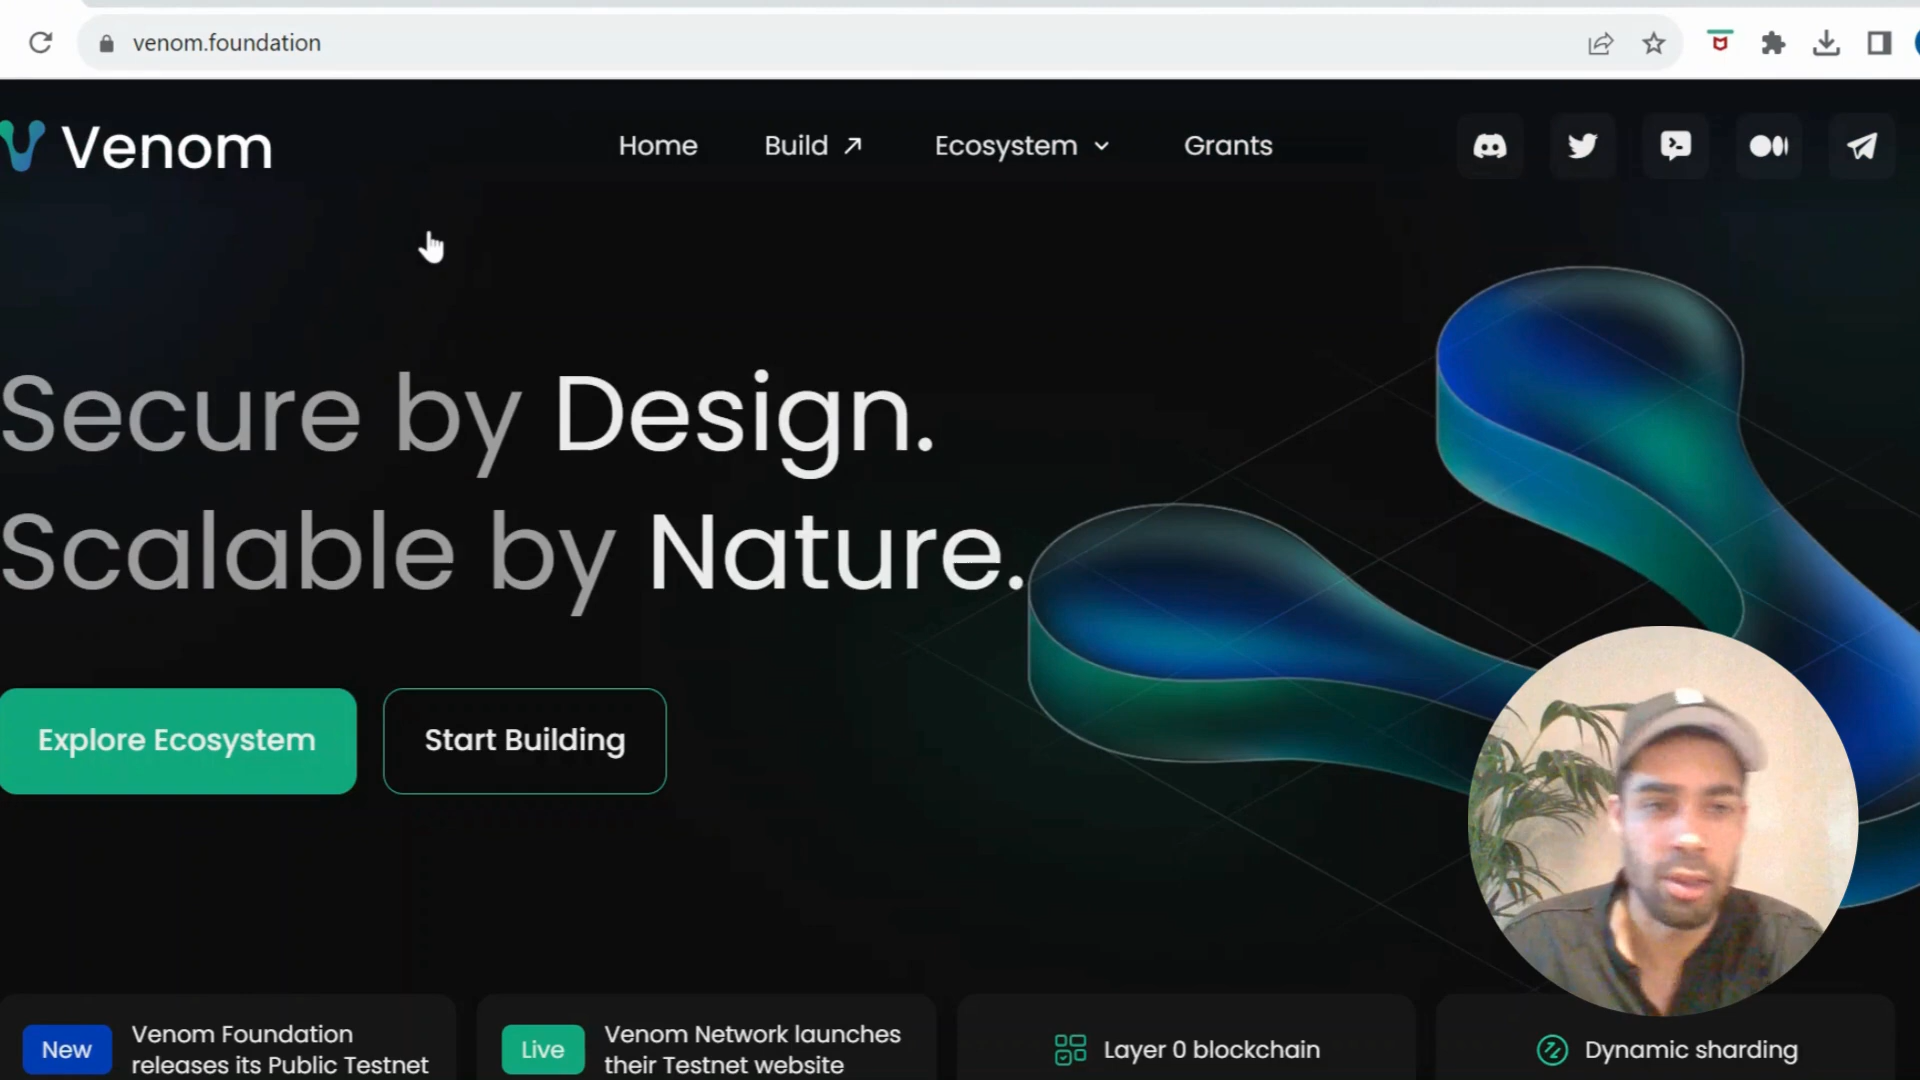 venom.foundation
Venom
Home
Build
Ecosystem
Grants
Secure by Design.
Scalable by Nature.
Explore Ecosystem
Start Building
New
Venom Foundation
releases its Public Testnet
Live
Venom Network launches
their Testnet website
Layer 0 blockchain
Dynamic sharding